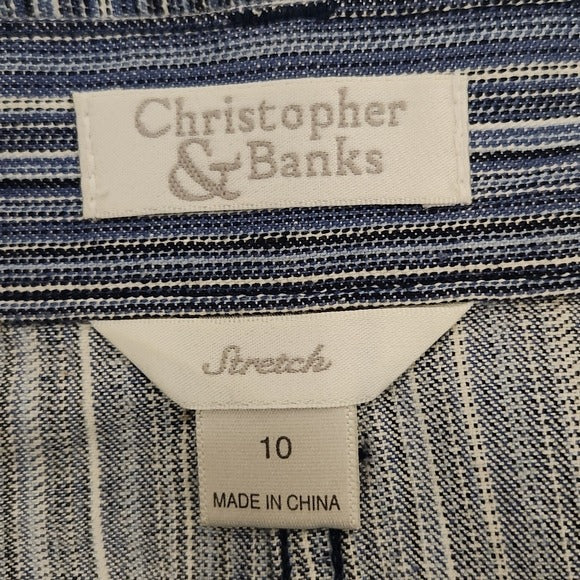 Christopher
& Banks
Stretch
10
MADE IN CHINA